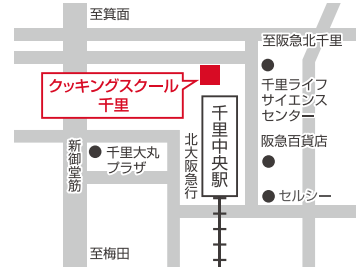 至箕面
至阪急北千里
クッキングスクール
千里
千里ライフ
サイエンス
センター
千里中央駅
北大阪急行
阪急百貨店
新御堂筋
千里大丸
プラザ
セルシー
至梅田